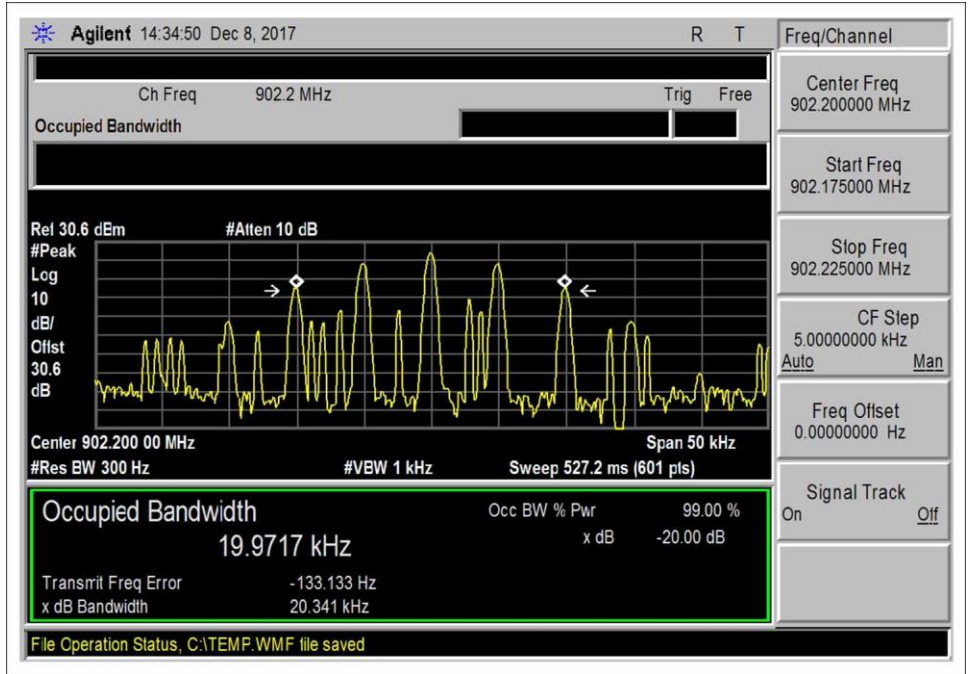 Agilent 14:34:50 Dec 8, 2017 R T
Freq/Channel
Ch Freq 902.2 MHz Trig Free
Occupied Bandwidth
Center Freq
902.200000 MHz
Start Freq
902.175000 MHz
Stop Freq
902.225000 MHz
CF Step
5.00000000 kHz
Auto Man
Freq Offset
0.00000000 Hz
Signal Track
On Off
Ref 30.6 dBm #Atten 10 dB
#Peak
Log
10
dB/
Offst
30.6
dB
Center 902.200 00 MHz Span 50 kHz
#Res BW 300 Hz #VBW 1 kHz Sweep 527.2 ms (601 pts)
Occupied Bandwidth Occ BW % Pwr 99.00 %
19.9717 kHz x dB -20.00 dB
Transmit Freq Error -133.133 Hz
x dB Bandwidth 20.341 kHz
File Operation Status, C:\TEMP.WMF file saved